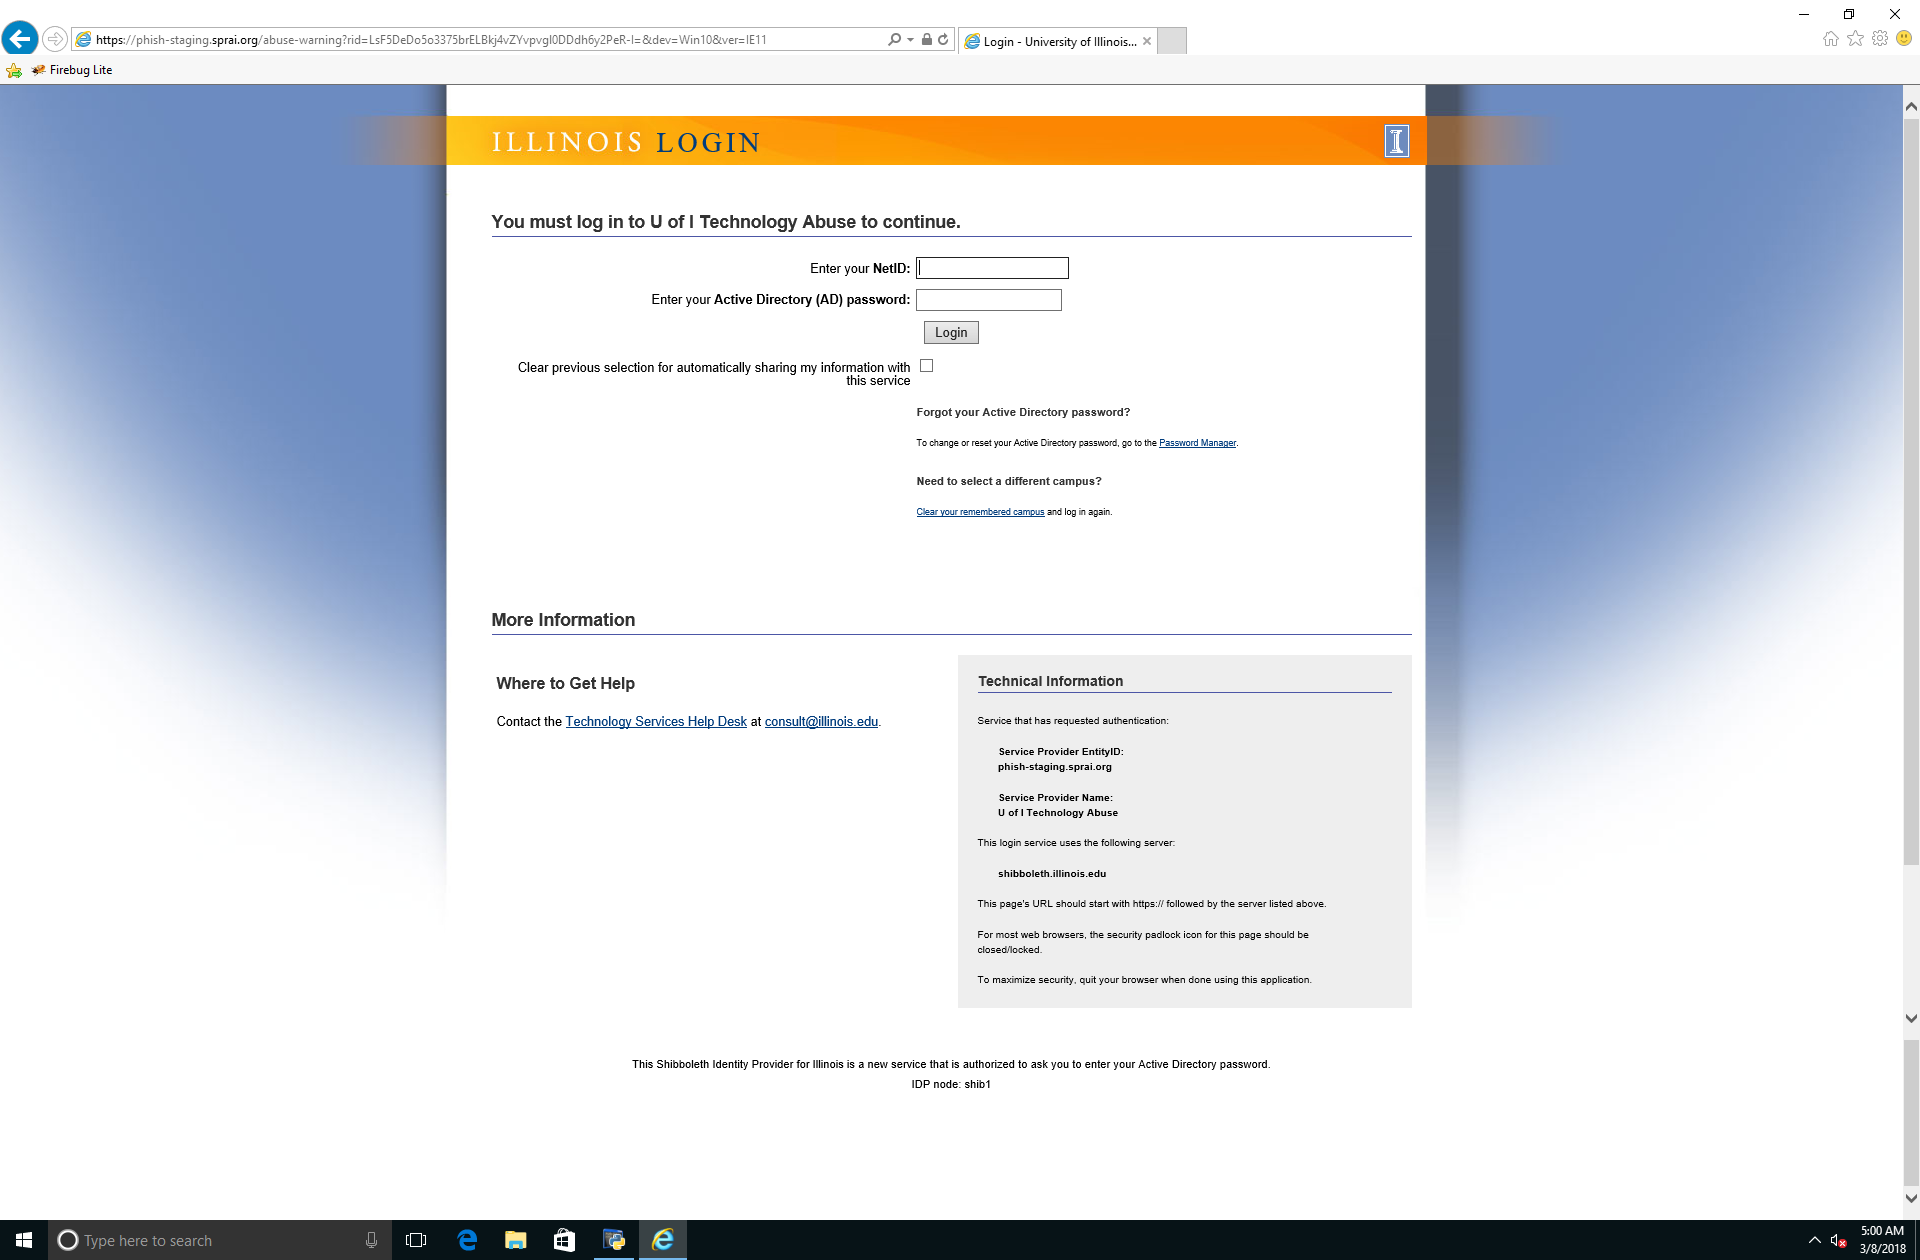 https://phish-staging.sprai.org/abuse-warning?rid=LsF5DeDo5o3375brELBkj4vZYvpvgI0DDdh6y2PeR-I=&dev=Win10&ver=IE11
Login - University of Illinois...
Firebug Lite
ILLINOIS LOGIN
You must log in to U of I Technology Abuse to continue.
Enter your NetID:
Enter your Active Directory (AD) password:
Login
Clear previous selection for automatically sharing my information with
this service
Forgot your Active Directory password?
To change or reset your Active Directory password, go to the Password Manager.
Need to select a different campus?
Clear your remembered campus and log in again.
More Information
Where to Get Help
Contact the Technology Services Help Desk at consult@illinois.edu.
Technical Information
Service that has requested authentication:
Service Provider EntityID:
phish-staging.sprai.org
Service Provider Name:
U of I Technology Abuse
This login service uses the following server:
shibboleth.illinois.edu
This page's URL should start with https:// followed by the server listed above.
For most web browsers, the security padlock icon for this page should be
closed/locked.
To maximize security, quit your browser when done using this application.
This Shibboleth Identity Provider for Illinois is a new service that is authorized to ask you to enter your Active Directory password.
IDP node: shib1
Type here to search
5:00 AM
3/8/2018